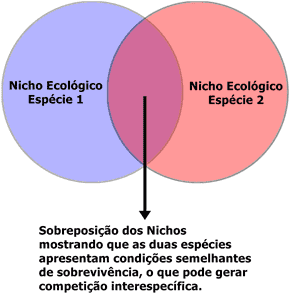 Nicho Ecológico
Espécie 1
Nicho Ecológico
Espécie 2
Sobreposição dos Nichos
mostrando que as duas espécies
apresentam condições semelhantes
de sobrevivência, o que pode gerar
competição interespecífica.